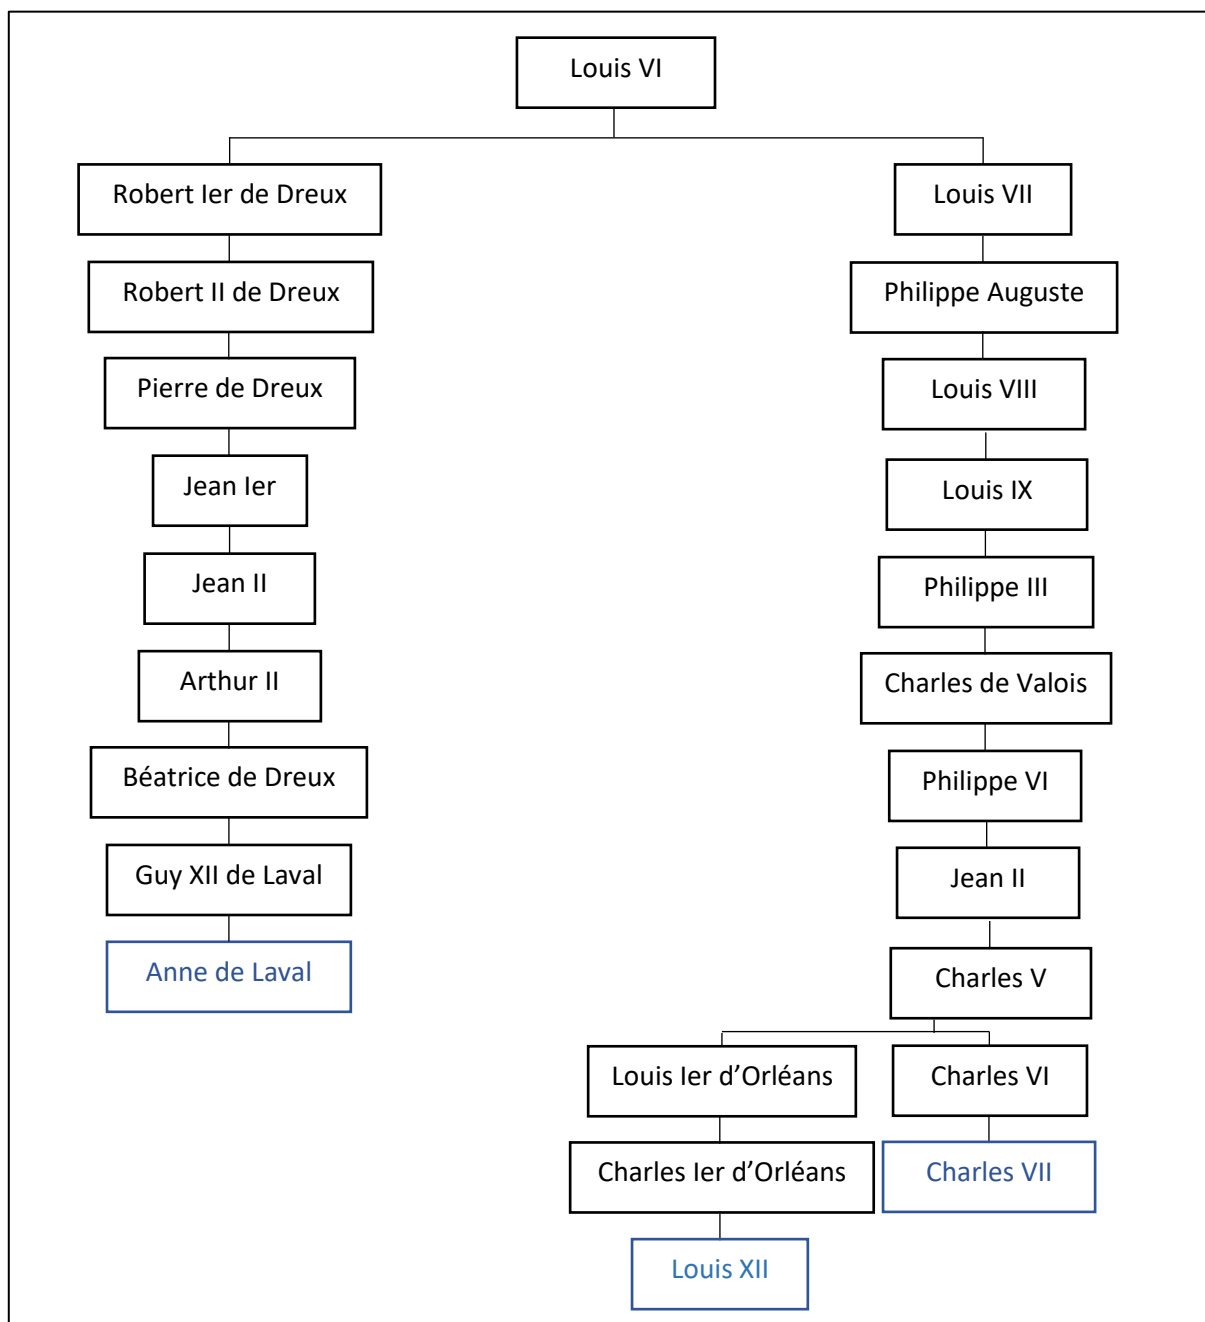 Louis VI
Robert Ier de Dreux
Louis VII
Robert II de Dreux
Philippe Auguste
Pierre de Dreux
Louis VIII
Jean Ier
Louis IX
Jean II
Philippe III
Arthur II
Charles de Valois
Béatrice de Dreux
Philippe VI
Guy XII de Laval
Jean II
Anne de Laval
Charles V
Louis Ier d’Orléans
Charles VI
Charles Ier d’Orléans
Charles VII
Louis XII